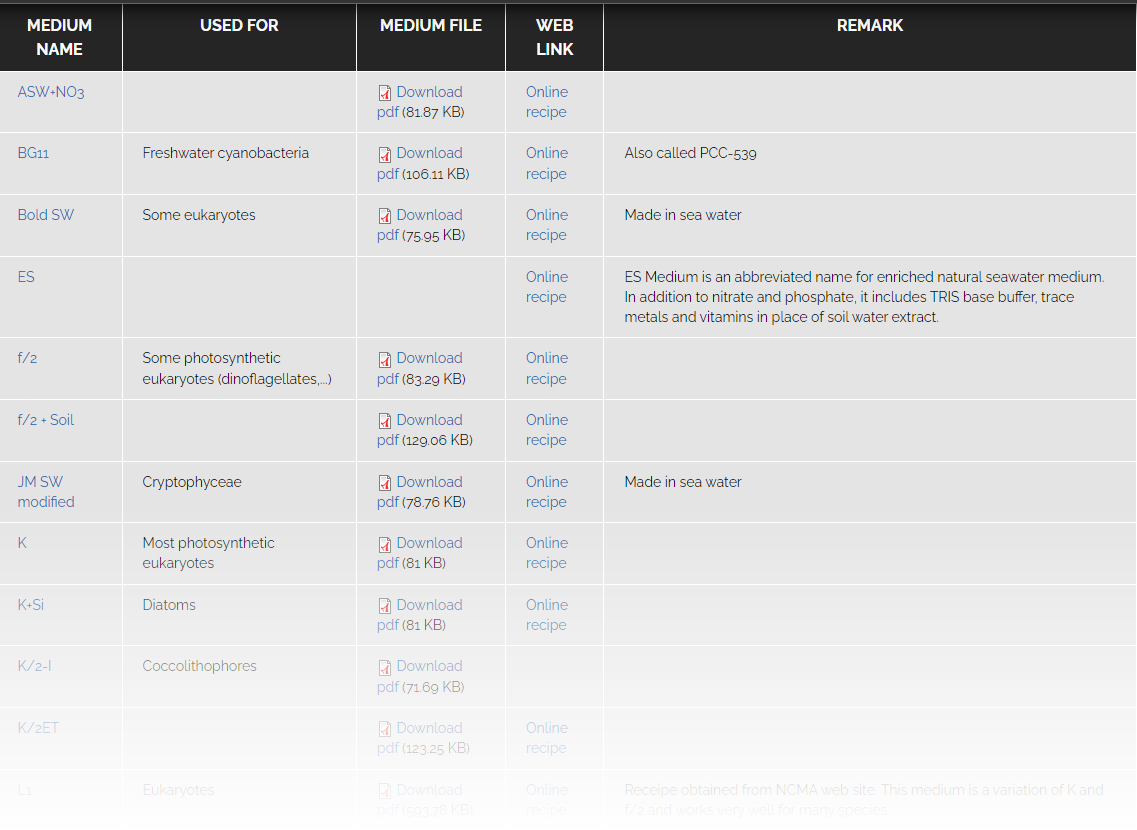 MEDIUM NAME USED FOR MEDIUM FILE WEB LINK REMARK
ASW+NO3 Download pdf (81.87 KB) Online recipe
BG11 Freshwater cyanobacteria Download pdf (106.11 KB) Online recipe Also called PCC-539
Bold SW Some eukaryotes Download pdf (75.95 KB) Online recipe Made in sea water
ES Online recipe ES Medium is an abbreviated name for enriched natural seawater medium.
In addition to nitrate and phosphate, it includes TRIS base buffer, trace
metals and vitamins in place of soil water extract.
f/2 Some photosynthetic eukaryotes (dinoflagellates,...) Download pdf (83.29 KB) Online recipe
f/2 + Soil Download pdf (129.06 KB) Online recipe
JM SW modified Cryptophyceae Download pdf (78.76 KB) Online recipe Made in sea water
K Most photosynthetic eukaryotes Download pdf (81 KB) Online recipe
K+Si Diatoms Download pdf (81 KB) Online recipe
K/2-I Coccolithophores Download pdf (71.69 KB)
K/2ET Download pdf (123.25 KB) Online recipe
L1 Eukaryotes Download pdf (593.78 KB) Online recipe Receipe obtained from NCMA web site. This medium is a variation of K and
f/2 and works very well for many species.